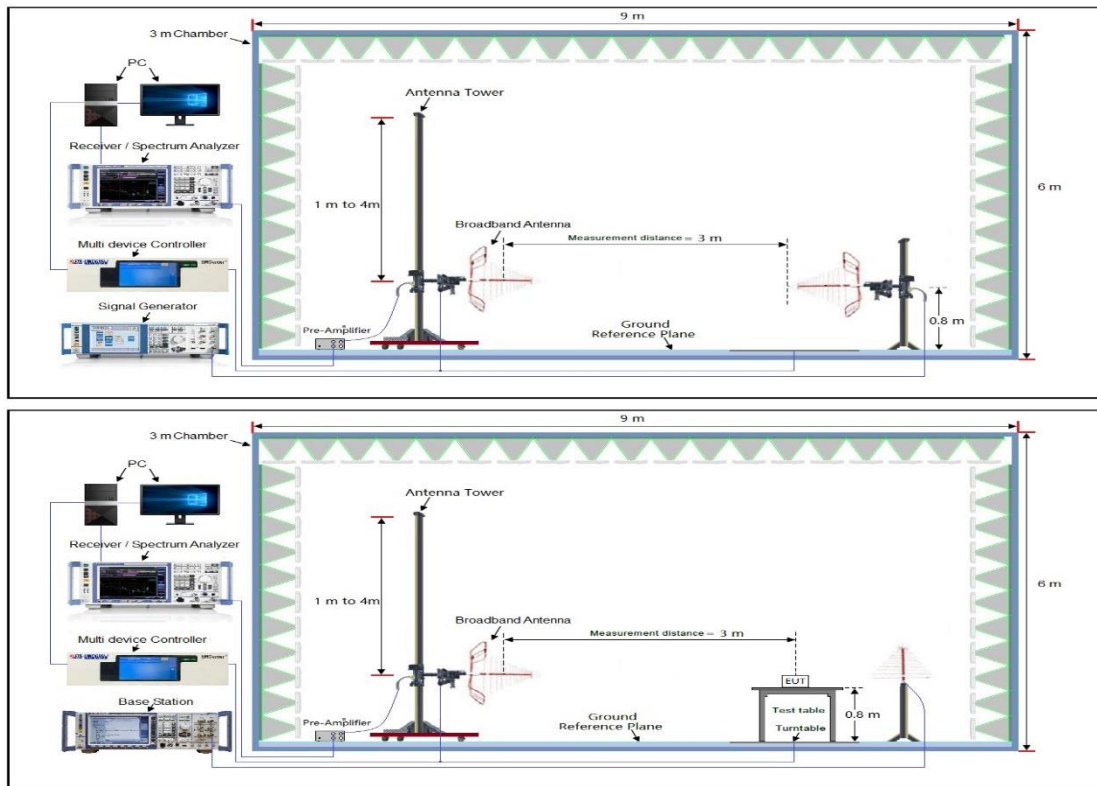 9 m
3 m Chamber
PC
Antenna Tower
Receiver / Spectrum Analyzer
6 m
1 m to 4m
Broadband Antenna
Measurement distance = 3 m
Multi device Controller
Signal Generator
0.8 m
Pre-Amplifier
Ground
Reference Plane
9 m
3 m Chamber
PC
Antenna Tower
Receiver / Spectrum Analyzer
6 m
1 m to 4m
Broadband Antenna
Measurement distance = 3 m
Multi device Controller
EUT
Base Station
Test table
0.8 m
Pre-Amplifier
Ground
Reference Plane
Turntable